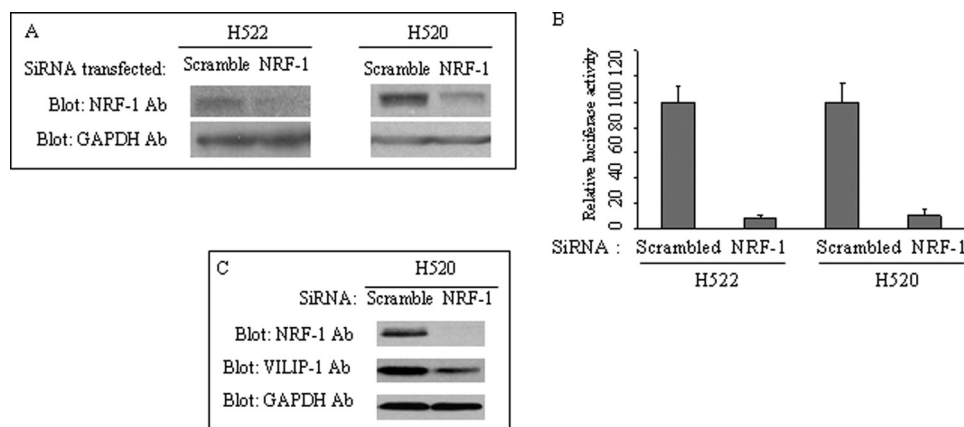 A
H522 H520
SiRNA transfected: Scramble NRF-1 Scramble NRF-1
Blot: NRF-1 Ab
Blot: GAPDH Ab
B
Relative luciferase activity
120
100
80
60
40
20
0
SiRNA : Scrambled NRF-1 Scrambled NRF-1
H522 H520
C
H520
SiRNA: Scramble NRF-1
Blot: NRF-1 Ab
Blot: VILIP-1 Ab
Blot: GAPDH Ab